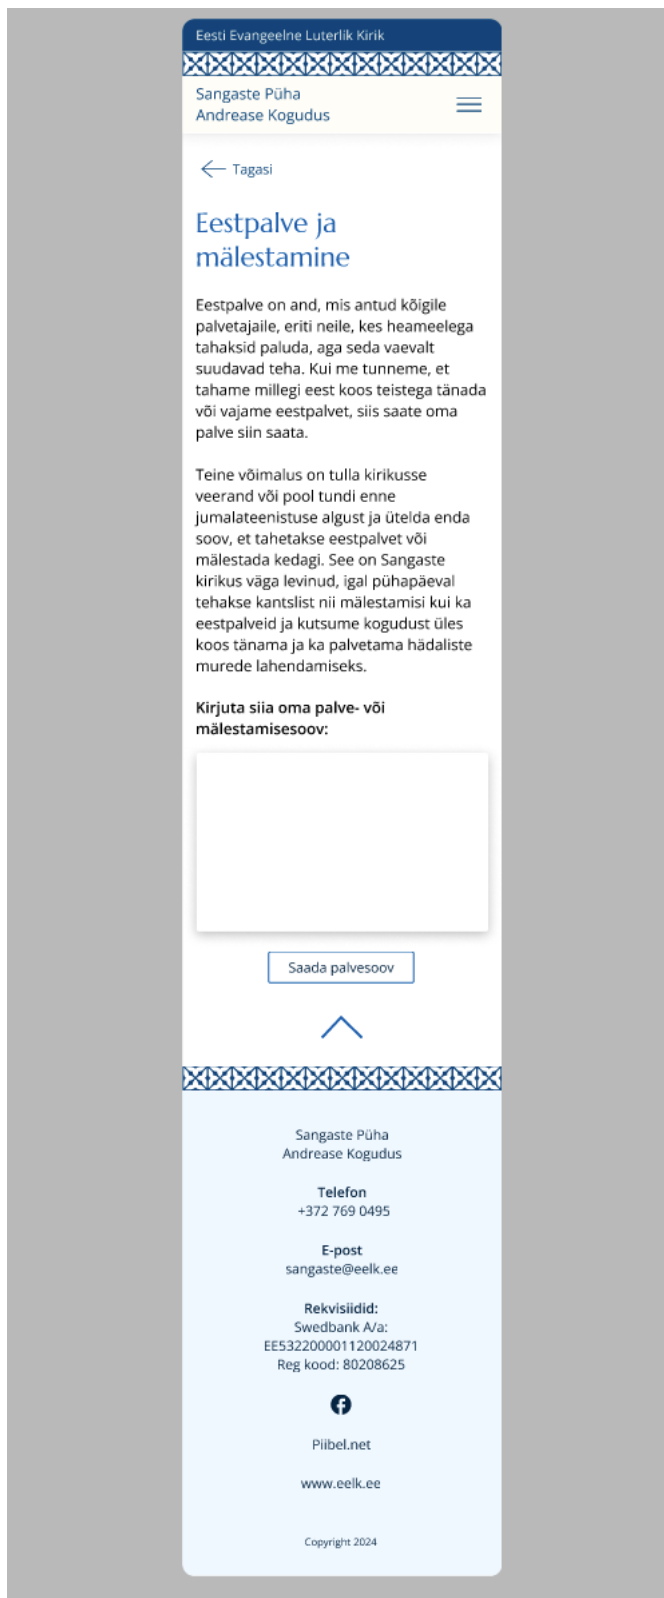 Eesti Evangeelne Luterlik Kirik
Sangaste Püha
Andrease Kogudus
Tagasi
Eestpalve ja
mälestamine
Eestpalve on and, mis antud kõigile
palvetajaile, eriti neile, kes heameelega
tahaksid paluda, aga seda vaevalt
suudavad teha. Kui me tunneme, et
tahame millegi eest koos teistega tänada
või vajame eestpalvet, siis saate oma
palve siin saata.
Teine võimalus on tulla kirikusse
veerand või pool tundi enne
jumalateenistuse algust ja ütelda enda
soov, et tahetakse eestpalvet või
mälestada kedagi. See on Sangaste
kirikus väga levinud, igal pühapäeval
tehakse kantslist nii mälestamisi kui ka
eestpalveid ja kutsume kogudust üles
koos tänama ja ka palvetama hädaliste
murede lahendamiseks.
Kirjuta siia oma palve- või
mälestamisesoov:
Saada palvesoov
Sangaste Püha
Andrease Kogudus
Telefon
+372 769 0495
E-post
sangaste@eelk.ee
Rekvisiidid:
Swedbank A/a:
EE532200001120024871
Reg kood: 80208625
Piibel.net
www.eelk.ee
Copyright 2024